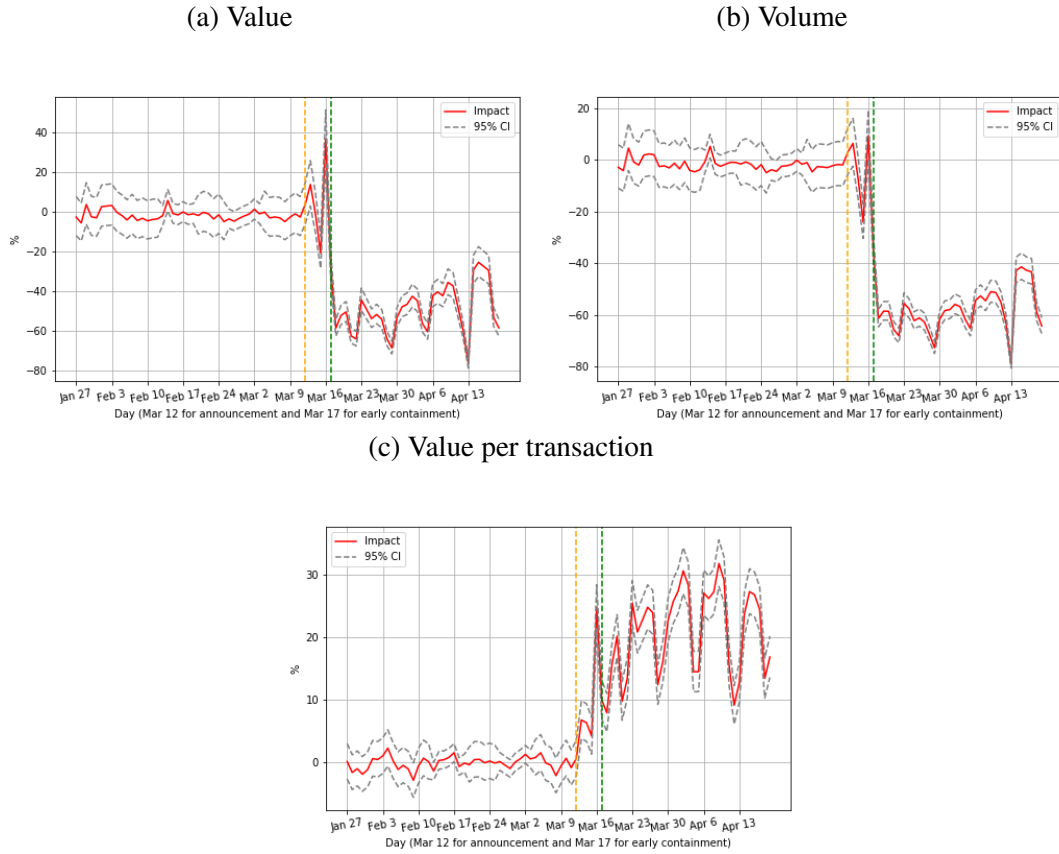 (a) Value
(b) Volume
Impact
95% CI
40
20
0
−20
−40
−60
−80
%
Jan 27
Feb 3
Feb 10
Feb 17
Feb 24
Mar 2
Mar 9
Mar 16
Mar 23
Mar 30
Apr 6
Apr 13
Day (Mar 12 for announcement and Mar 17 for early containment)
Impact
95% CI
20
0
−20
−40
−60
−80
%
Jan 27
Feb 3
Feb 10
Feb 17
Feb 24
Mar 2
Mar 9
Mar 16
Mar 23
Mar 30
Apr 6
Apr 13
Day (Mar 12 for announcement and Mar 17 for early containment)
(c) Value per transaction
Impact
95% CI
30
20
10
0
%
Jan 27
Feb 3
Feb 10
Feb 17
Feb 24
Mar 2
Mar 9
Mar 16
Mar 23
Mar 30
Apr 6
Apr 13
Day (Mar 12 for announcement and Mar 17 for early containment)